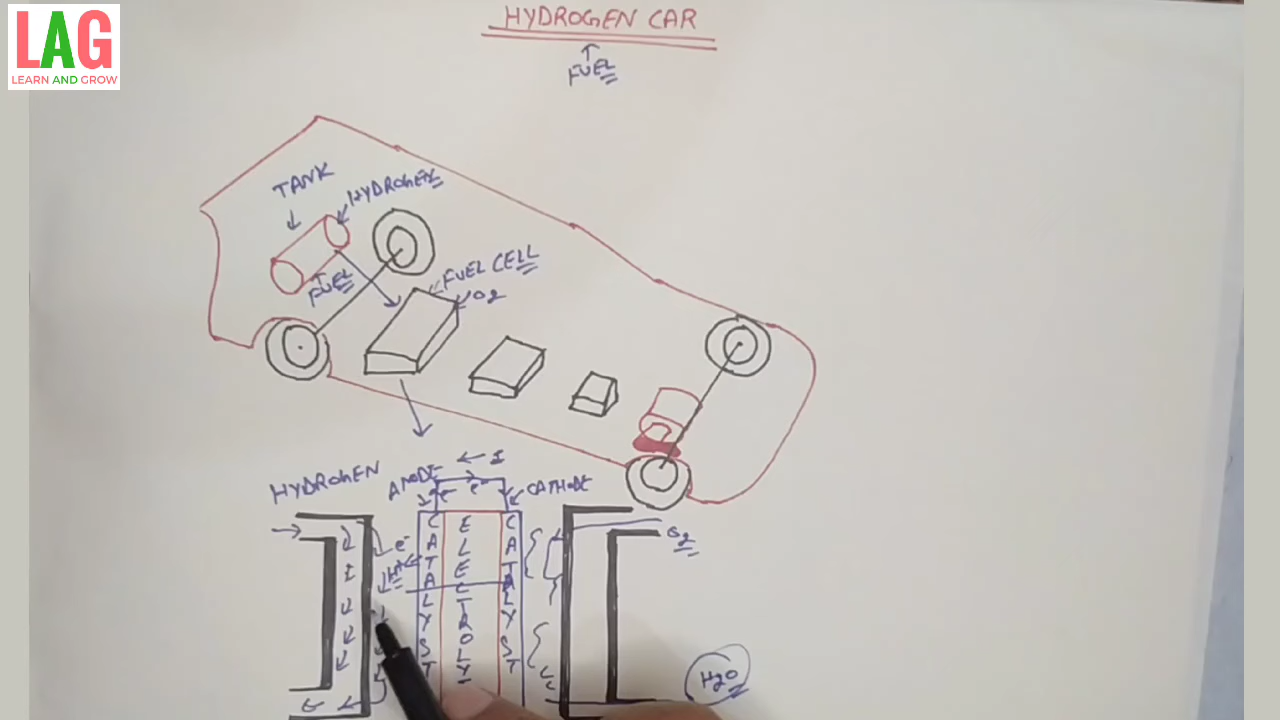 LAG
LEARN AND GROW
HYDROGEN CAR
FUEL
TANK
HYDROGEN
FUEL
FUEL CELL
O2
HYDROGEN
ANODE
I
CATHODE
e-
e-
CATALYST
ELECTROLY
CATALYST
e-
H+
O2
H2O